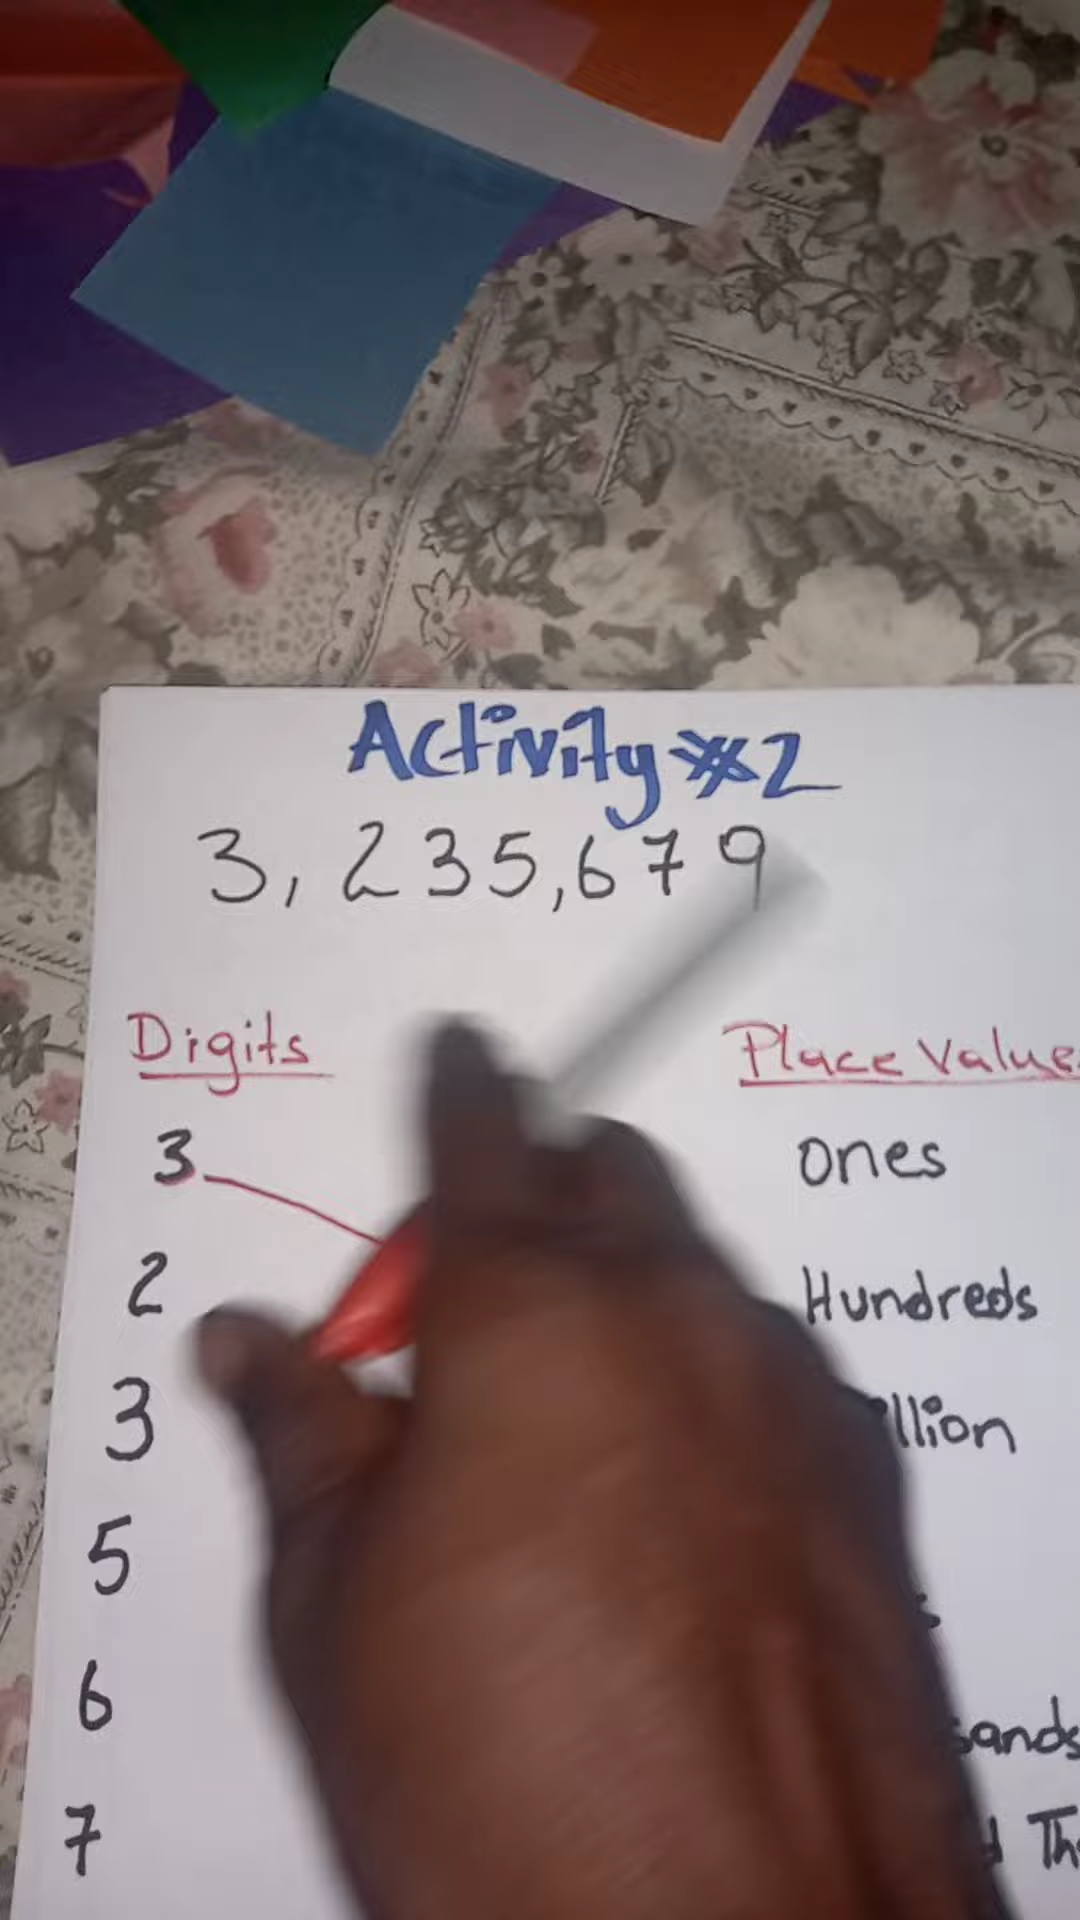 Activity #2
3, 235,679
Digits Place Value
3 ones
2 Hundreds
3
5
6
7